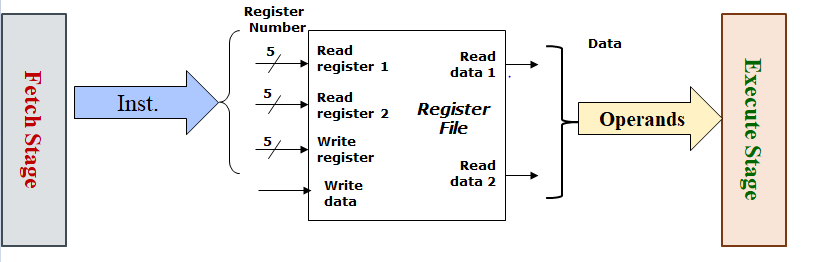 Fetch Stage
Inst.
Register
Number
5
Read
register 1
5
Read
register 2
5
Write
register
Write
data
Register
File
Read
data 1
Read
data 2
Data
Operands
Execute Stage